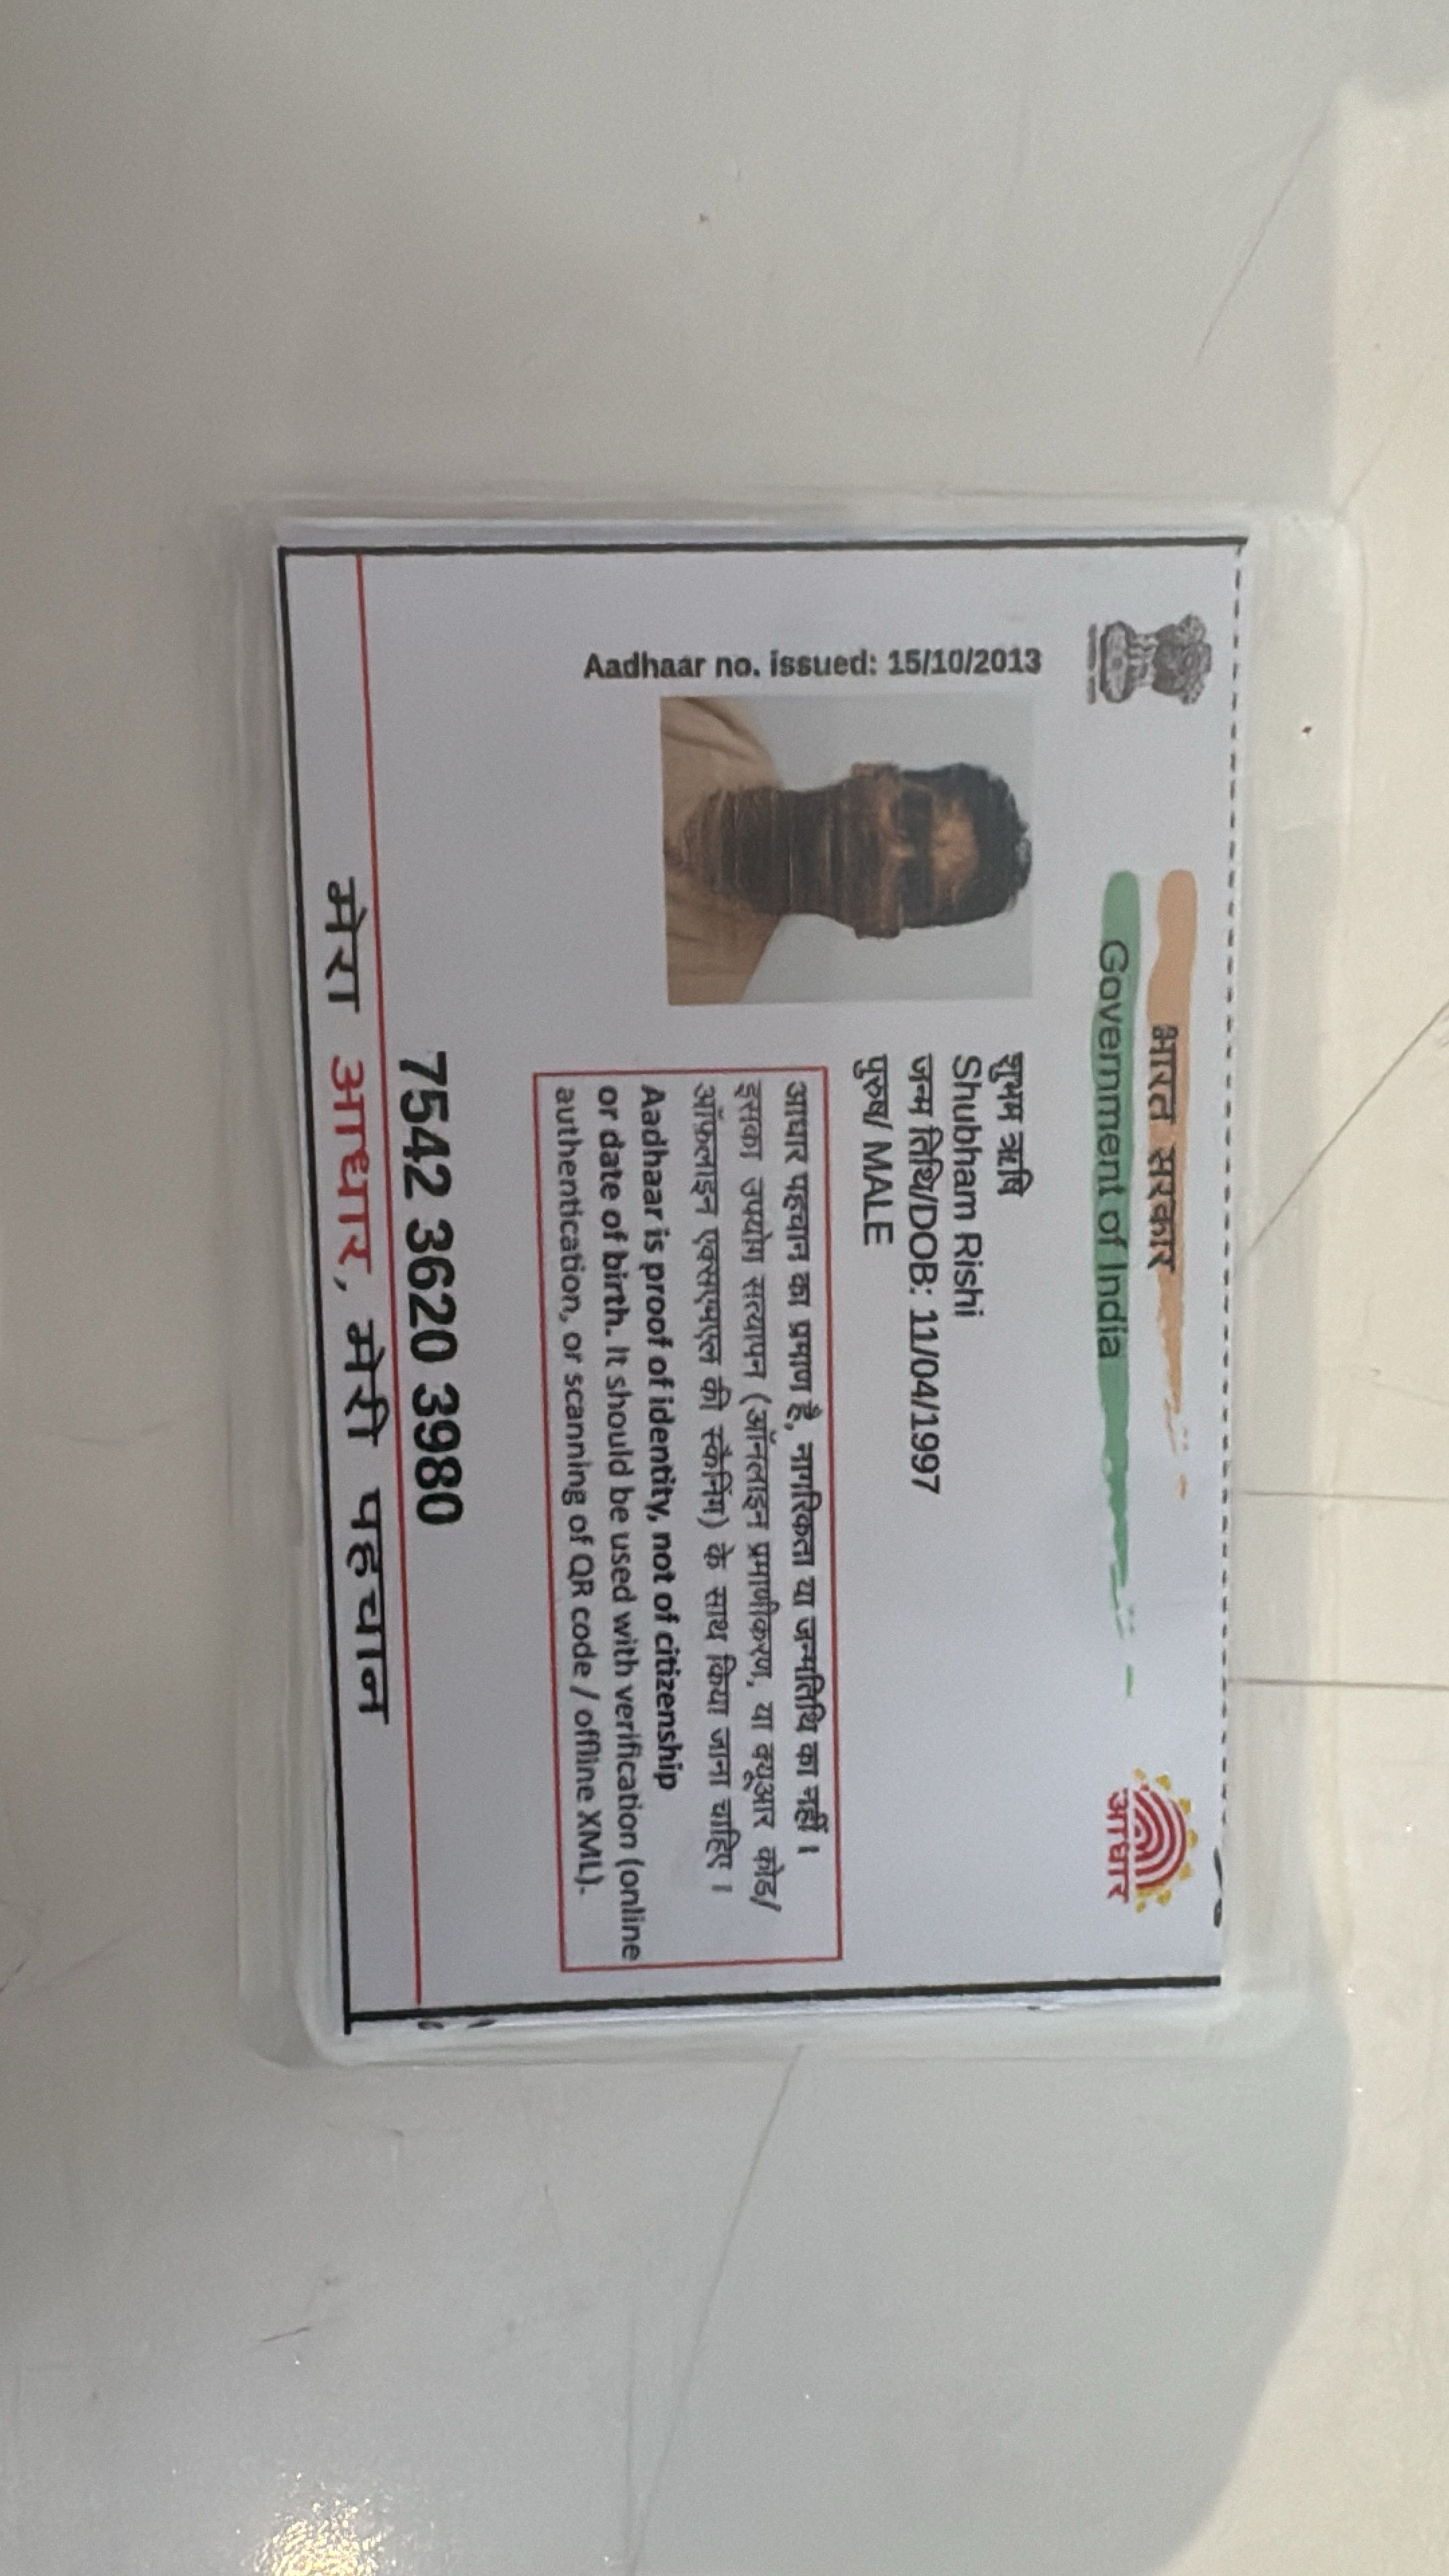 भारत सरकार
Government of India
आधार
Aadhaar no. issued: 15/10/2013
शुभम ऋषि
Shubham Rishi
जन्म तिथि/DOB: 11/04/1997
पुरुष/ MALE
आधार पहचान का प्रमाण है, नागरिकता या जन्मतिथि का नहीं ।
इसका उपयोग सत्यापन (ऑनलाइन प्रमाणीकरण, या क्यूआर कोड/
ऑफलाइन एक्सएमएल की स्कैनिंग) के साथ किया जाना चाहिए ।
Aadhaar is proof of identity, not of citizenship
or date of birth. It should be used with verification (online
authentication, or scanning of QR code / offline XML).
7542 3620 3980
मेरा आधार, मेरी पहचान